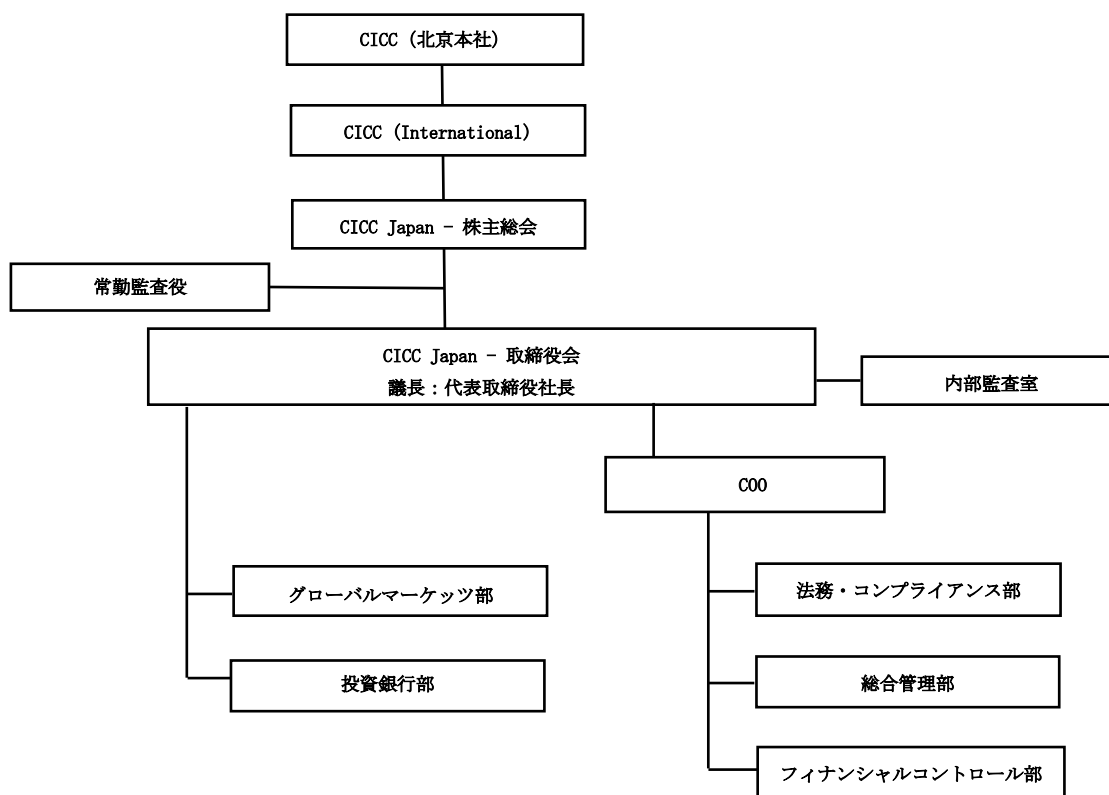 CICC (北京本社)
CICC (International)
CICC Japan - 株主総会
常勤監査役
CICC Japan - 取締役会
議長：代表取締役社長
内部監査室
COO
グローバルマーケッツ部
法務・コンプライアンス部
投資銀行部
総合管理部
フィナンシャルコントロール部